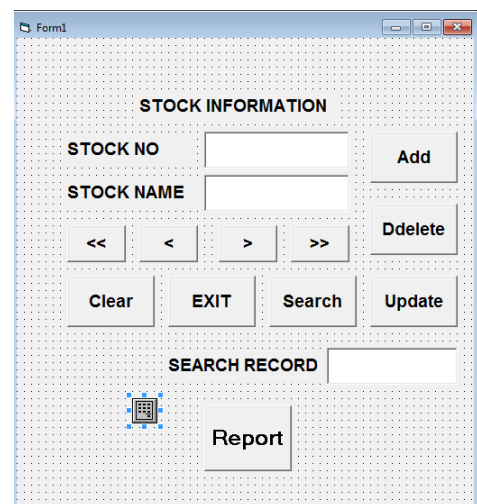 Form1
STOCK INFORMATION
STOCK NO
Add
STOCK NAME
Ddelete
<< < > >>
Clear EXIT Search Update
SEARCH RECORD
Report